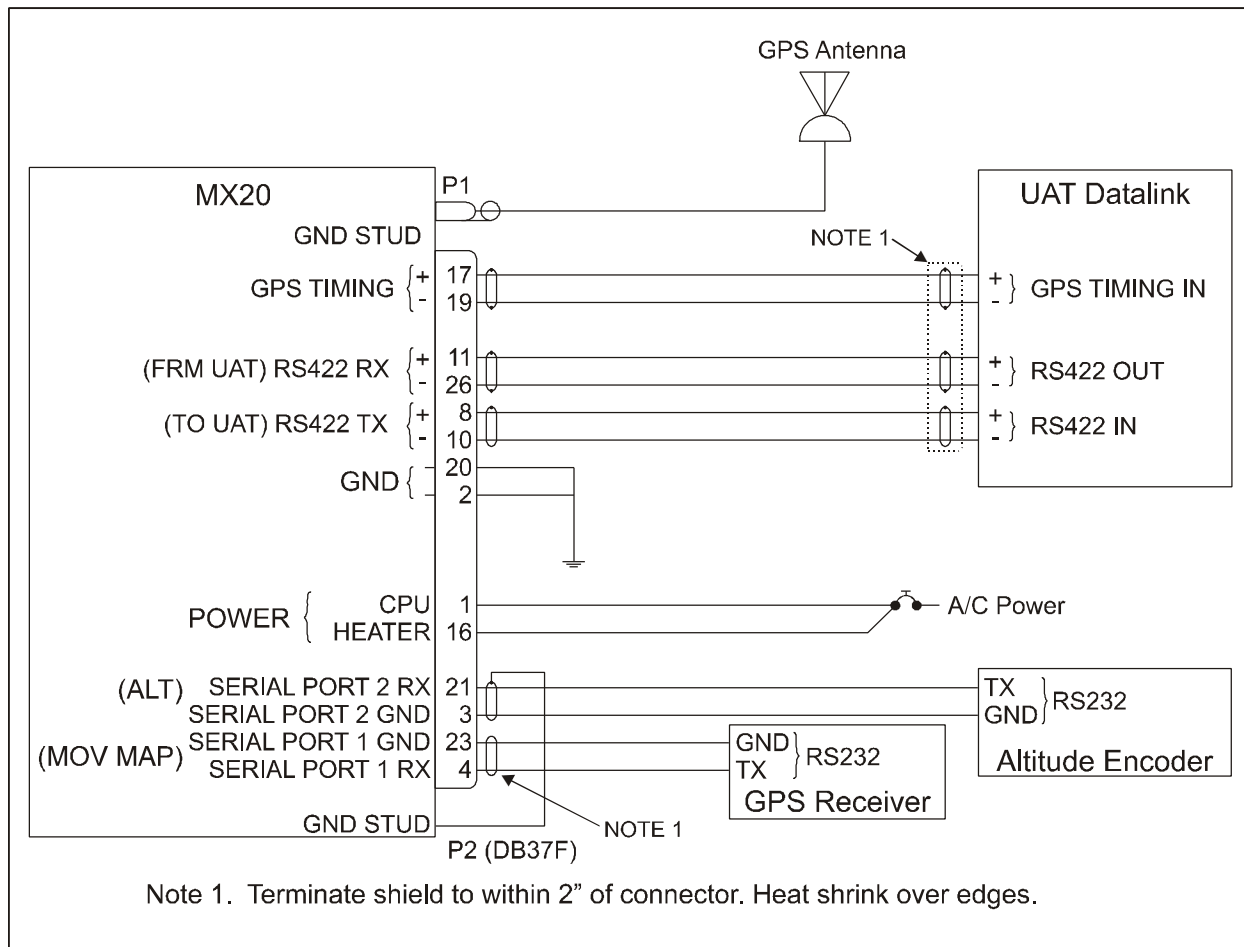 GPS Antenna
MX20
P1
UAT Datalink
GND STUD
NOTE 1
GPS TIMING { + 17
- 19
+ } GPS TIMING IN
-
(FRM UAT) RS422 RX { + 11
- 26
+ } RS422 OUT
-
(TO UAT) RS422 TX { + 8
- 10
+ } RS422 IN
-
GND { 20
2
POWER { CPU 1
HEATER 16
A/C Power
(ALT) SERIAL PORT 2 RX 21
SERIAL PORT 2 GND 3
TX } RS232
GND
Altitude Encoder
(MOV MAP) SERIAL PORT 1 GND 23
SERIAL PORT 1 RX 4
GND } RS232
TX
GPS Receiver
GND STUD
NOTE 1
P2 (DB37F)
Note 1. Terminate shield to within 2” of connector. Heat shrink over edges.